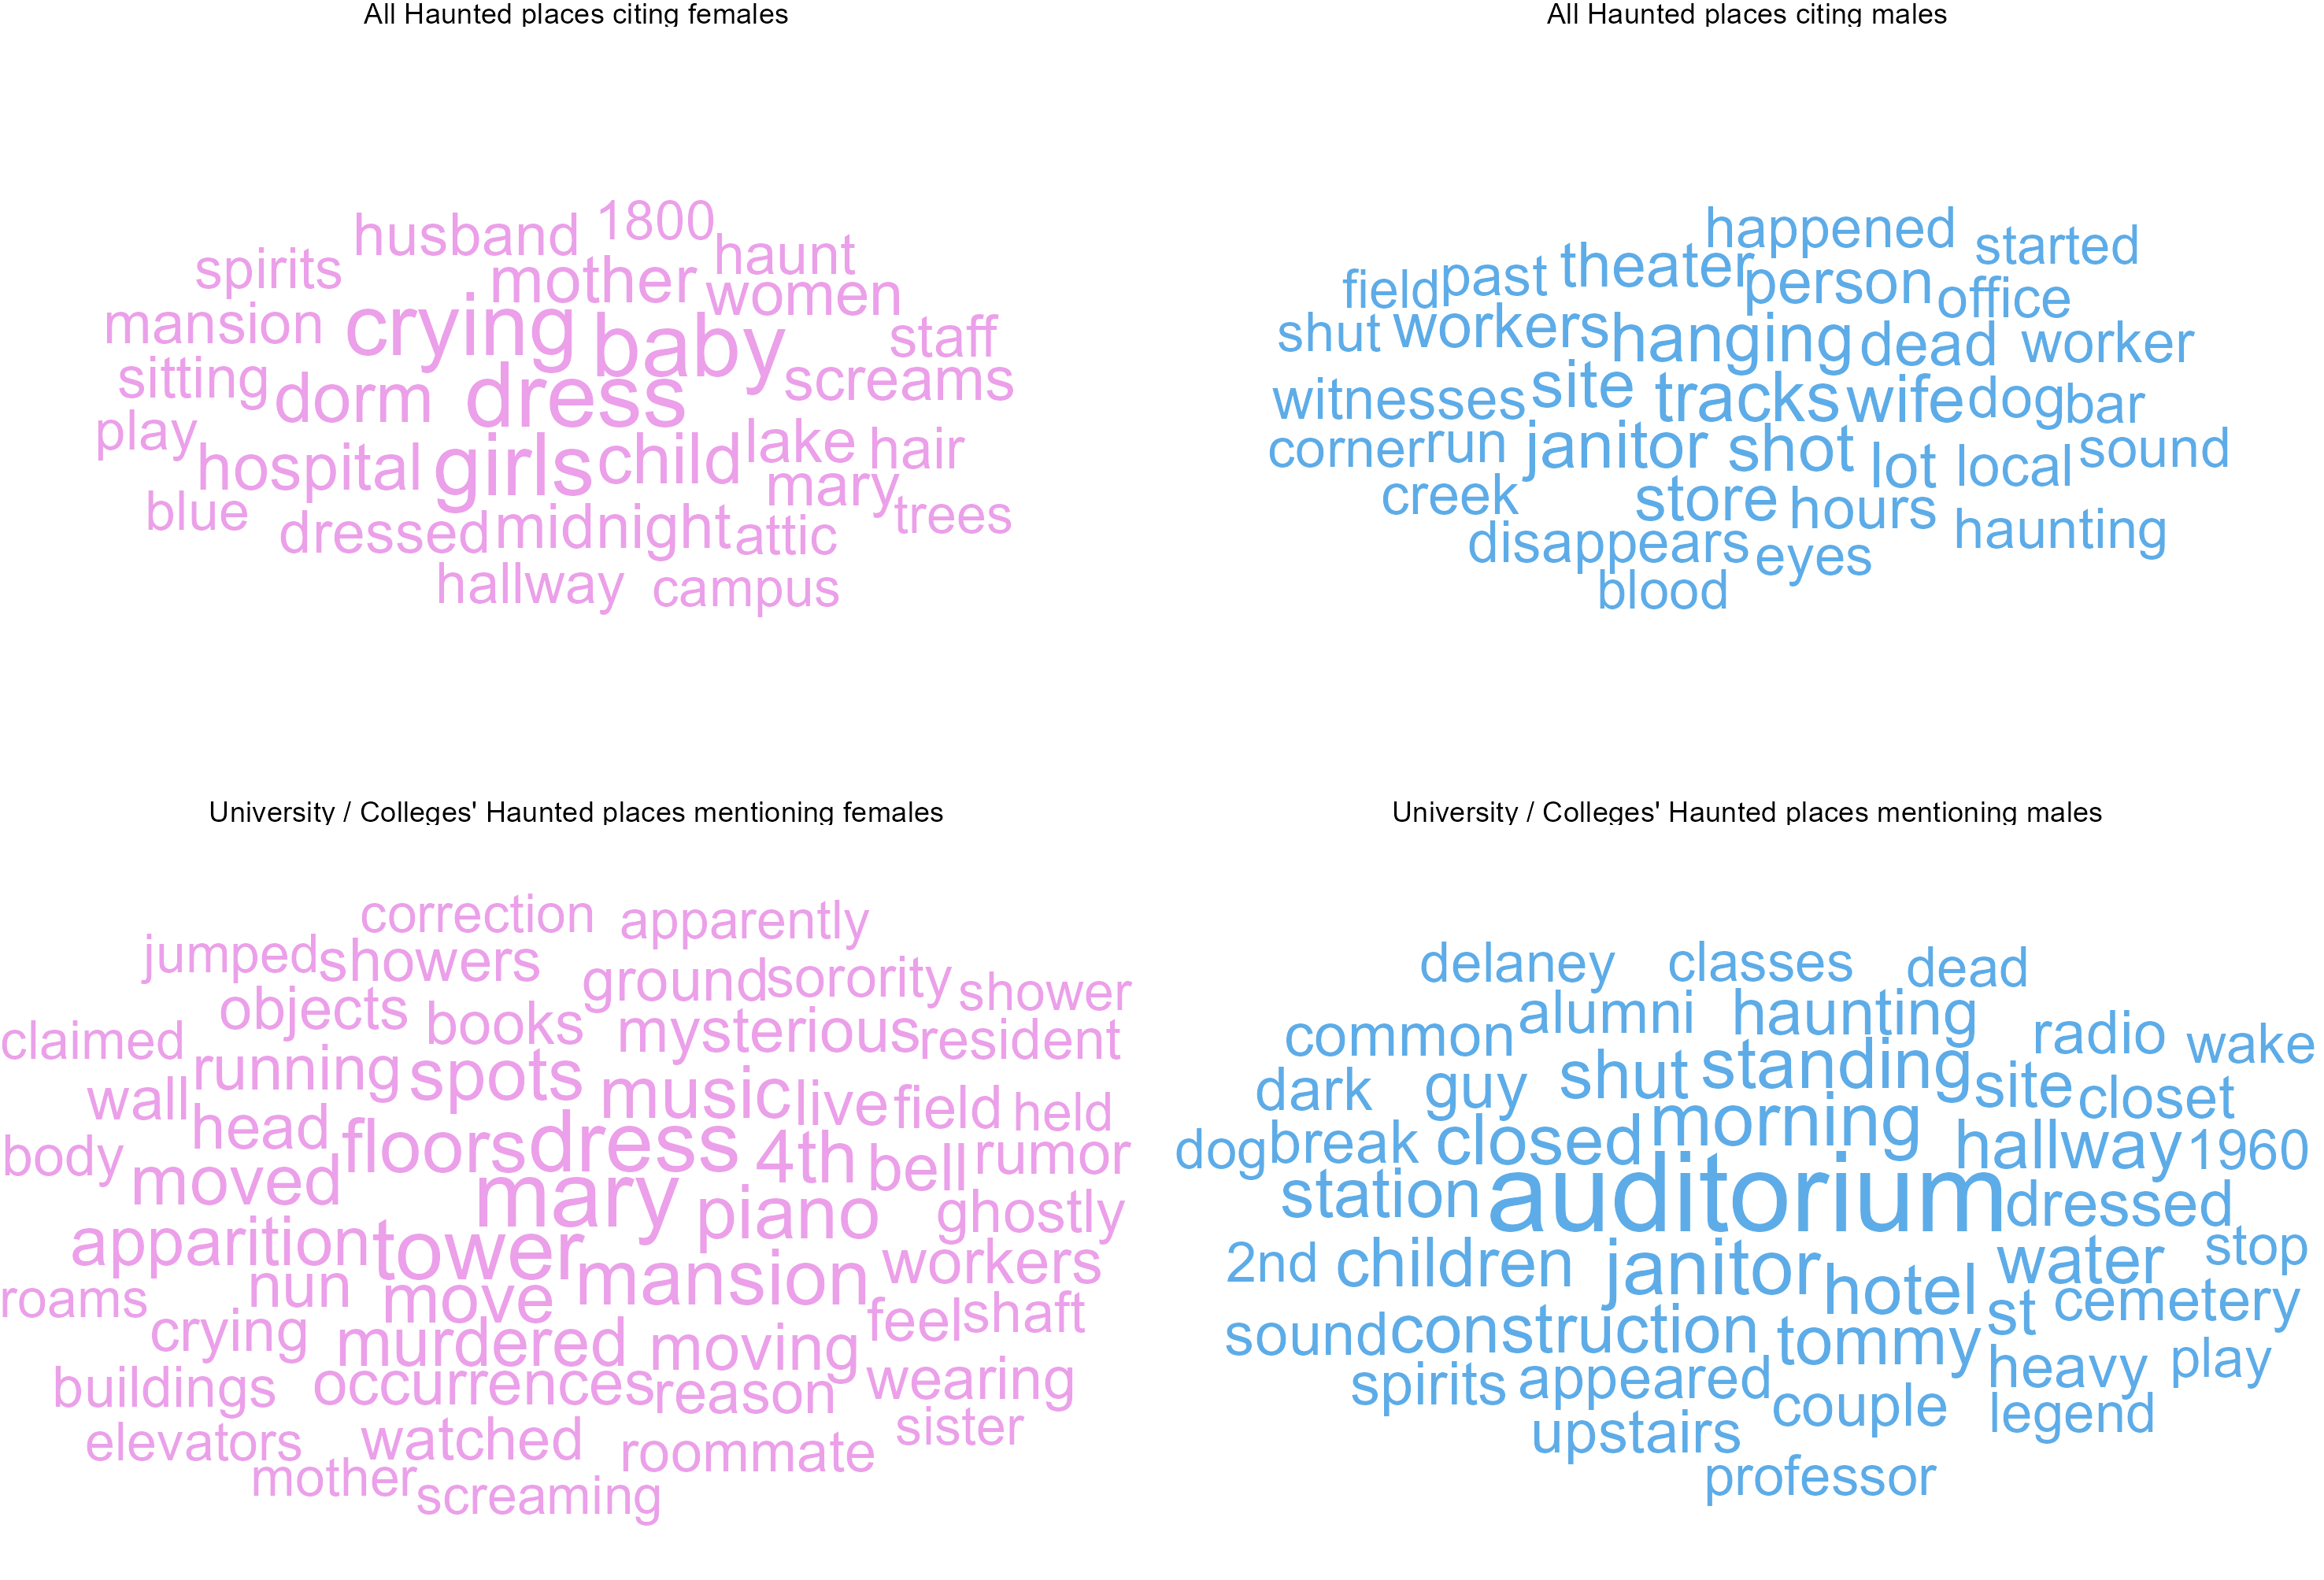 All Haunted places citing females
husband 1800
spirits mother haunt
mansion crying baby women
staff
sitting dorm dress screams
play hospital girls child lake hair
blue mary trees
dressed midnight attic
hallway campus
All Haunted places citing males
happened started
field past theater person office
shut workers hanging dead worker
witnesses site tracks wife dog bar
corner run janitor shot lot local sound
creek store hours haunting
disappears eyes
blood
University / Colleges' Haunted places mentioning females
correction apparently
jumped showers ground sorority shower
objects books mysterious resident
claimed running spots
wall music live field held
head floors dress 4th bell rumor
body moved mary piano ghostly
apparition tower mansion workers
roams nun move feel shaft
crying murdered moving
buildings occurrences reason wearing
elevators watched roommate sister
mother screaming
University / Colleges' Haunted places mentioning males
delaney classes dead
common alumni haunting radio wake
dark guy shut standing site closet
dog break closed morning hallway 1960
station auditorium dressed
2nd children janitor hotel water stop
sound construction tommy st cemetery
spirits appeared couple heavy play
upstairs legend
professor